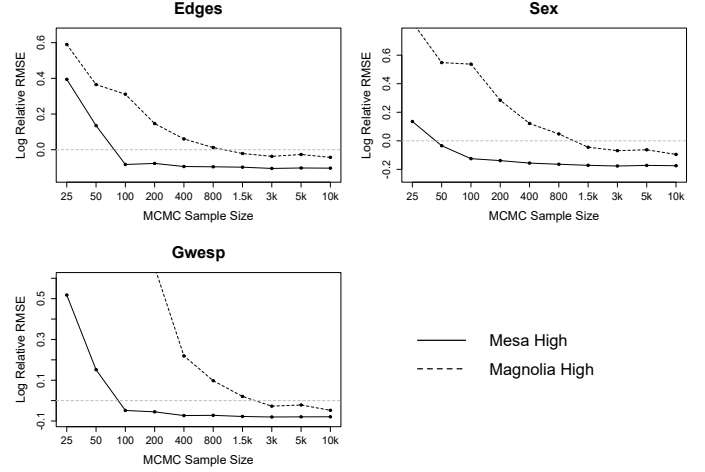 Edges
Log Relative RMSE
0.6
0.4
0.2
0.0
25 50 100 200 400 800 1.5k 3k 5k 10k
MCMC Sample Size
Sex
Log Relative RMSE
0.6
0.4
0.2
0.0
-0.2
25 50 100 200 400 800 1.5k 3k 5k 10k
MCMC Sample Size
Gwesp
Log Relative RMSE
0.5
0.3
0.1
-0.1
25 50 100 200 400 800 1.5k 3k 5k 10k
MCMC Sample Size
Mesa High
Magnolia High